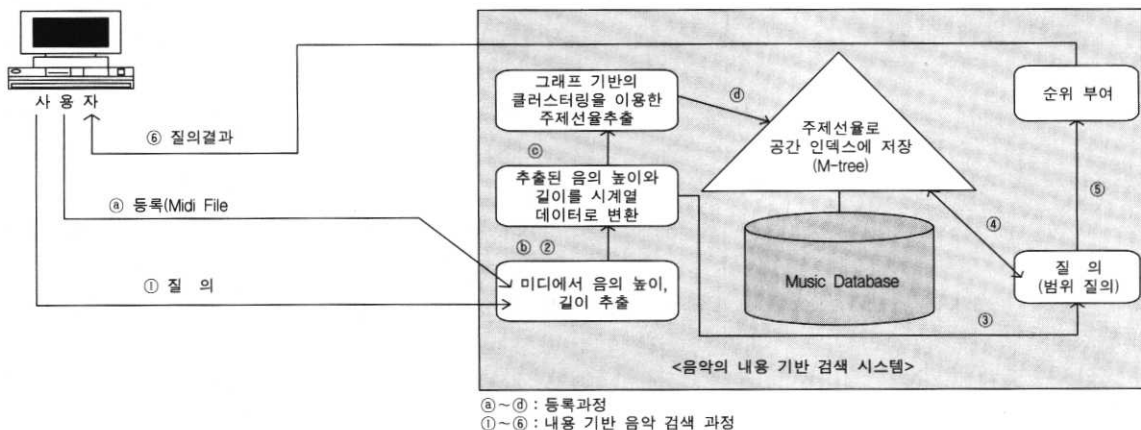 사 용 자
⑥ 질의결과
ⓐ 등록(Midi File
① 질 의
그래프 기반의
클러스터링을 이용한
주제선율추출
ⓓ
ⓒ
추출된 음의 높이와
길이를 시계열
데이터로 변환
ⓑ ②
미디에서 음의 높이,
길이 추출
주제선율로
공간 인덱스에 저장
(M-tree)
Music Database
순위 부여
⑤
④
질 의
(범위 질의)
③
<음악의 내용 기반 검색 시스템>
ⓐ~ⓓ : 등록과정
①~⑥ : 내용 기반 음악 검색 과정